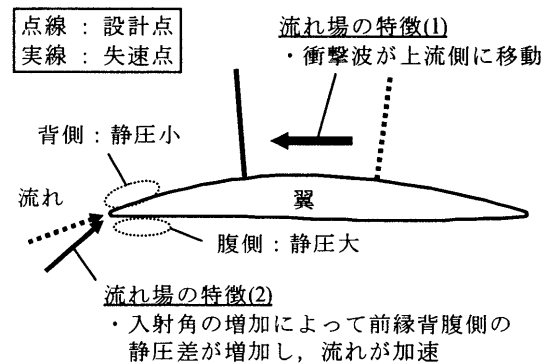 点線：設計点
実線：失速点
流れ場の特徴(1)
・衝撃波が上流側に移動
背側：静圧小
流れ
翼
腹側：静圧大
流れ場の特徴(2)
・入射角の増加によって前縁背腹側の
静圧差が増加し，流れが加速